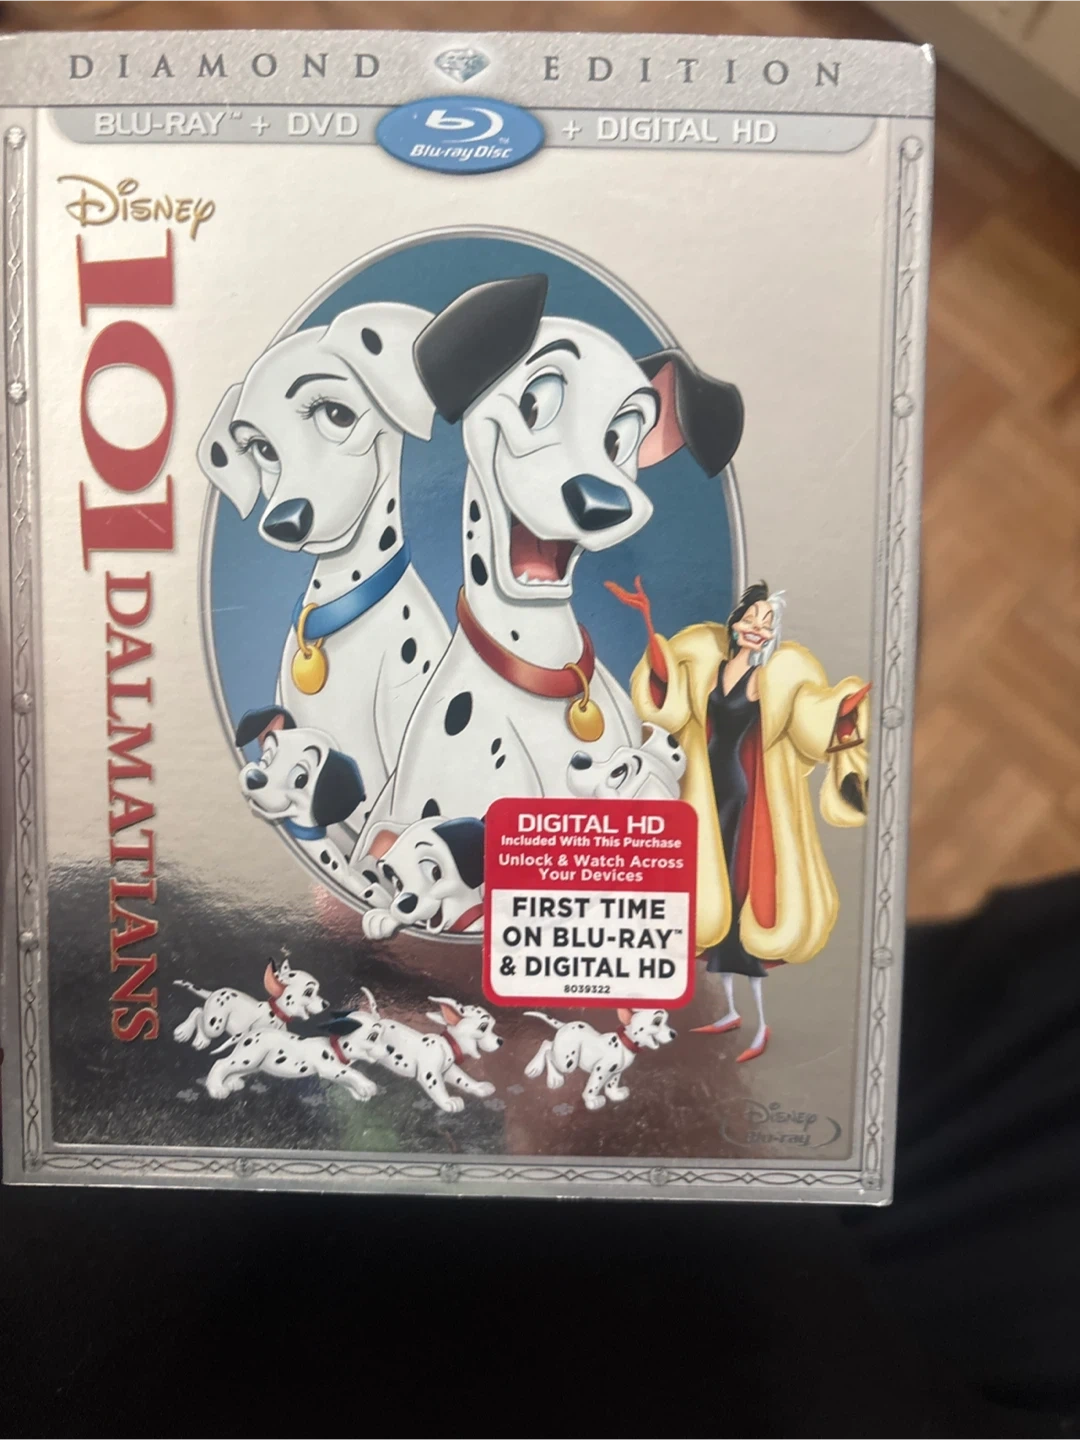 DIAMOND EDITION
BLU-RAY™ + DVD Blu-ray Disc™ + DIGITAL HD
DISNEY
101 DALMATIANS
DIGITAL HD
Included With This Purchase
Unlock & Watch Across
Your Devices
FIRST TIME
ON BLU-RAY™
& DIGITAL HD
8039322
DISNEY
Blu-ray